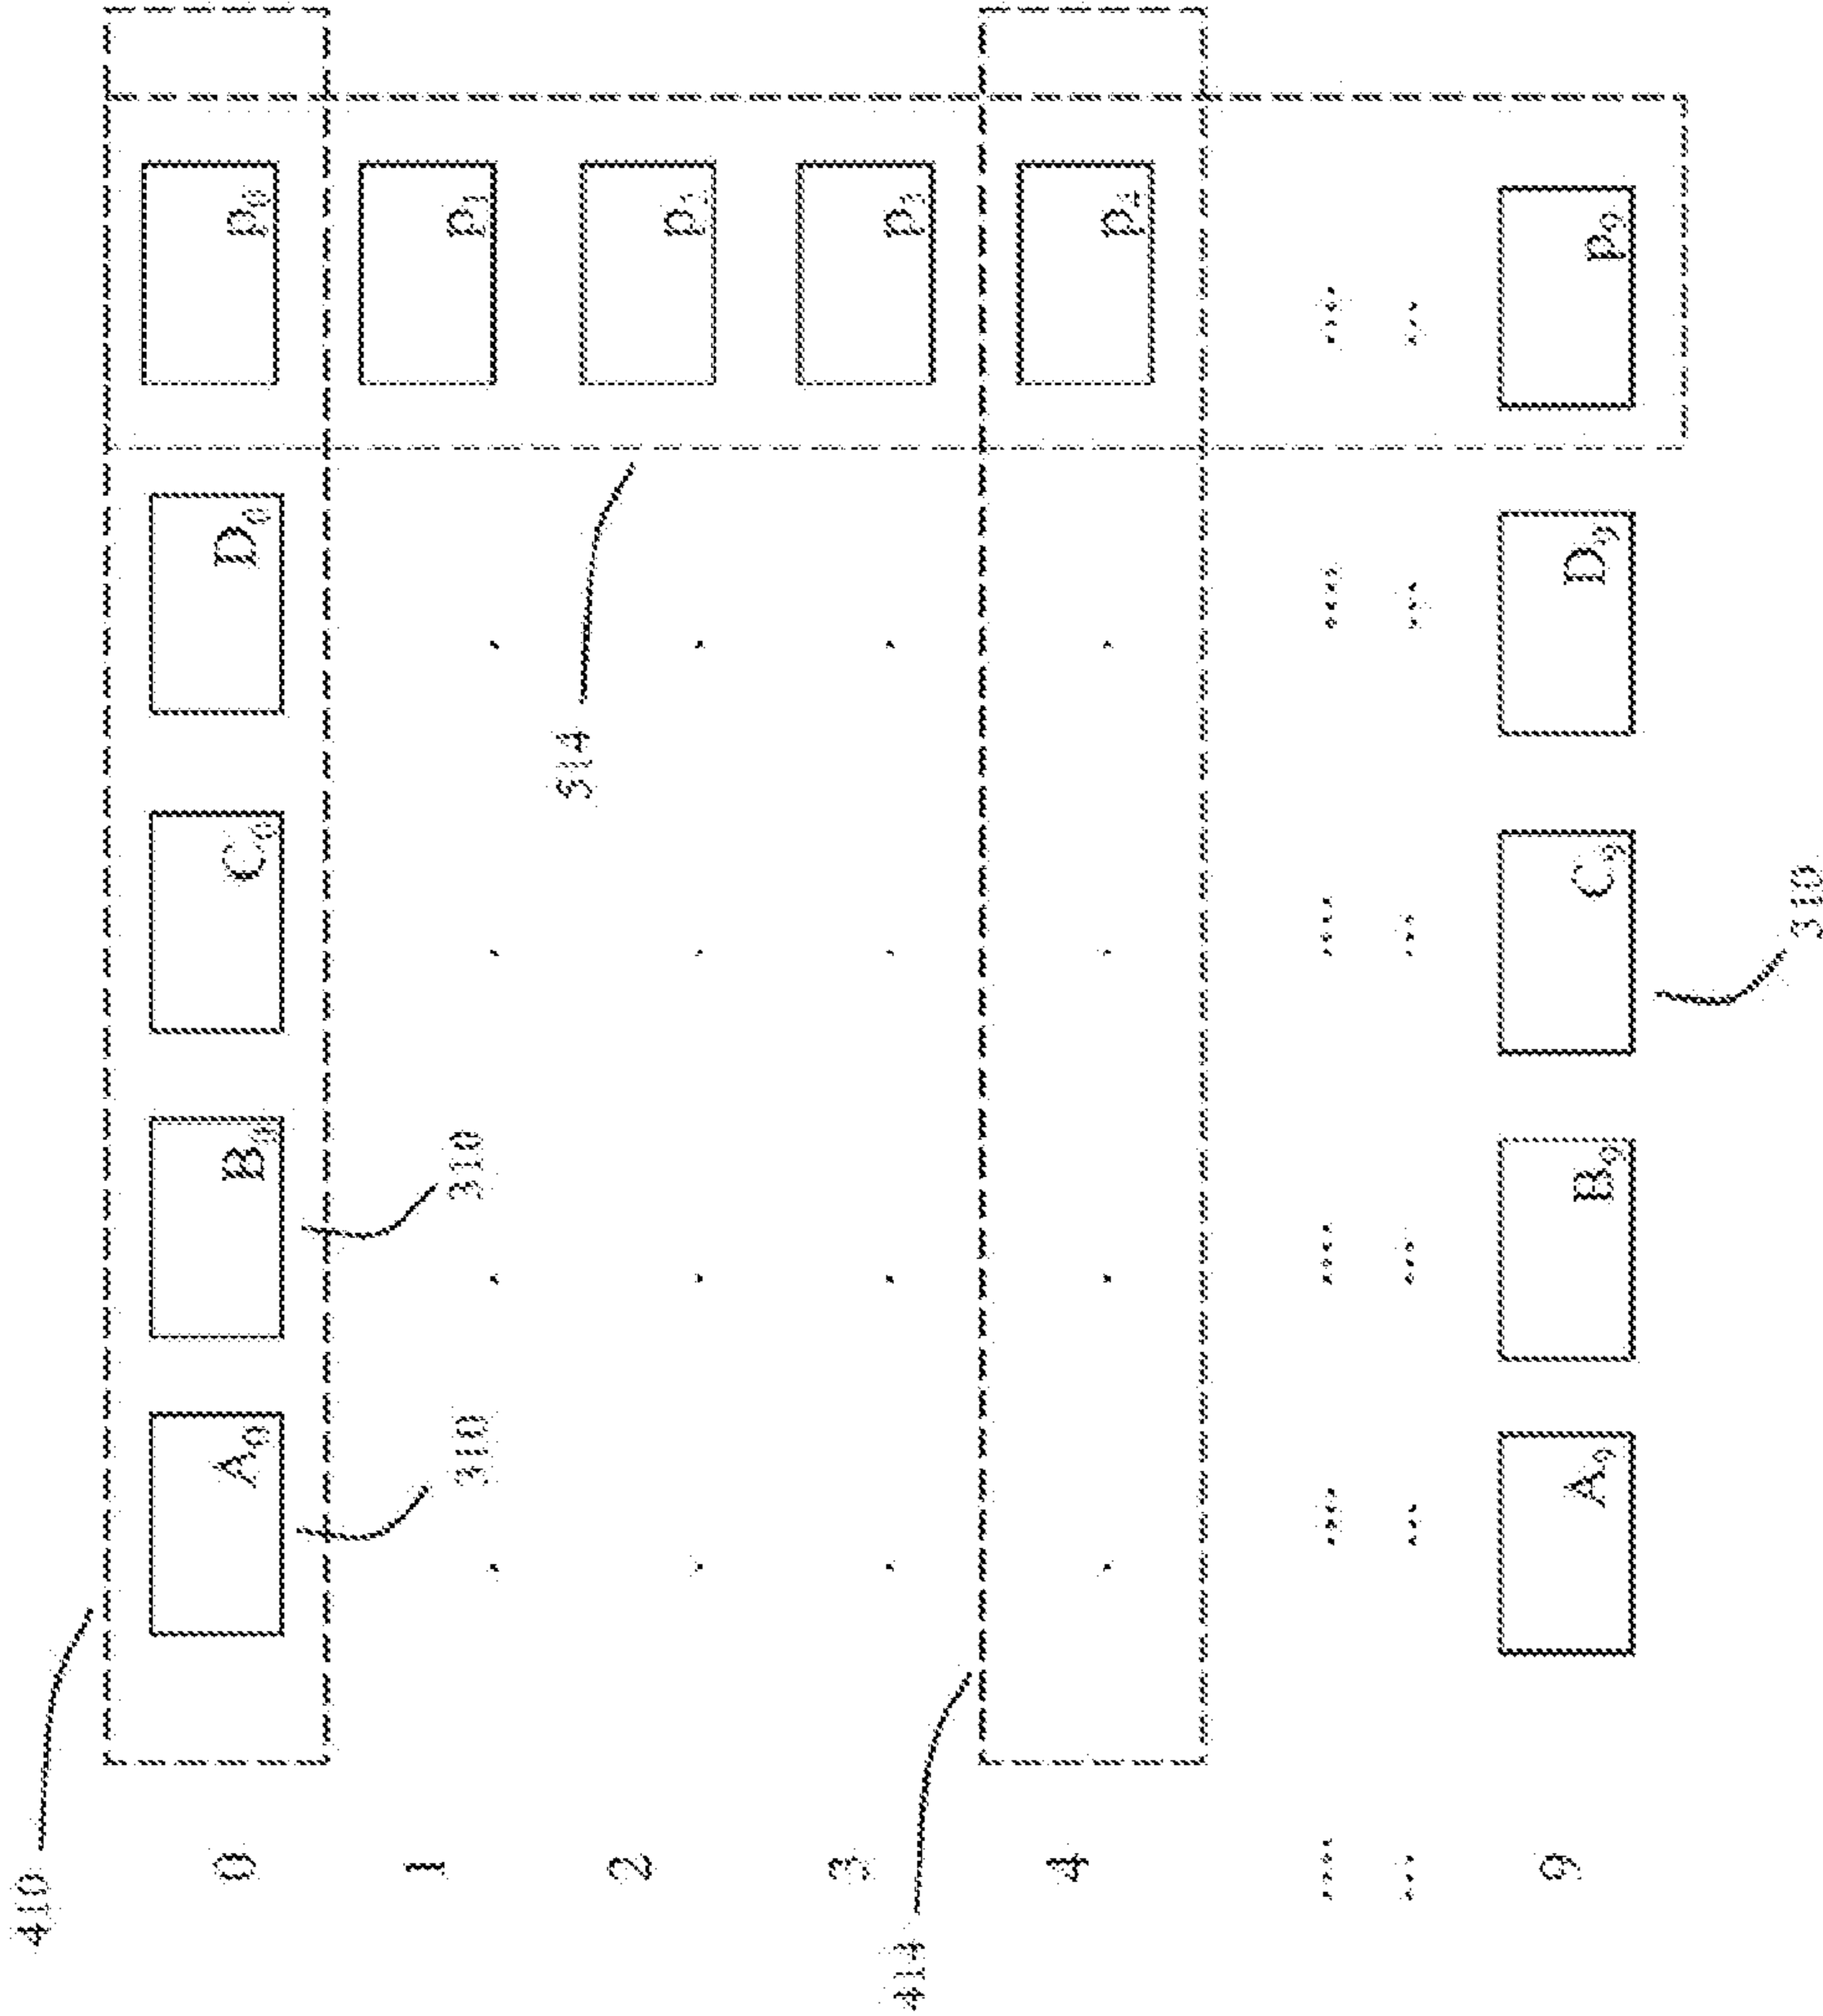 410
0 A₀ B₀ C₀ D₀ p₀
310 310
1 p₁
314
2 p₂
3 p₃
414
4 p₄
.... .... .... .... .... ....
... ... ... ... ... ...
9 A₉ B₉ C₉ D₉ p₉
310